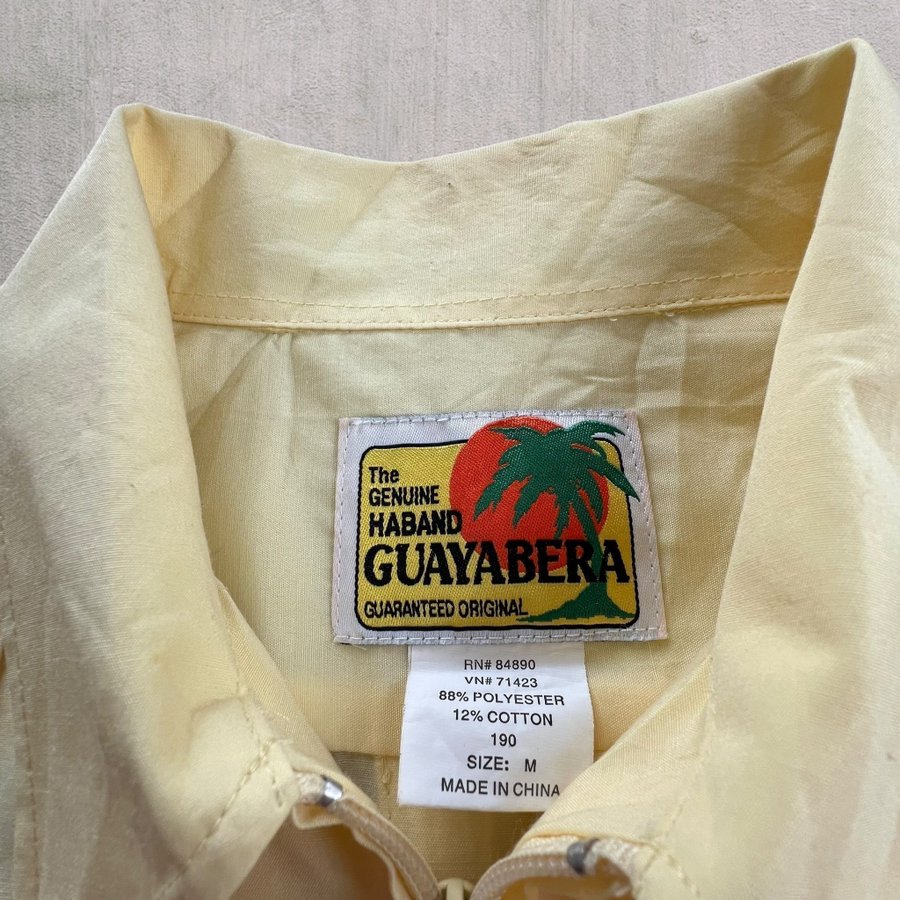 The
GENUINE
HABAND
GUAYABERA
GUARANTEED ORIGINAL
RN# 84890
VN# 71423
88% POLYESTER
12% COTTON
190
SIZE: M
MADE IN CHINA